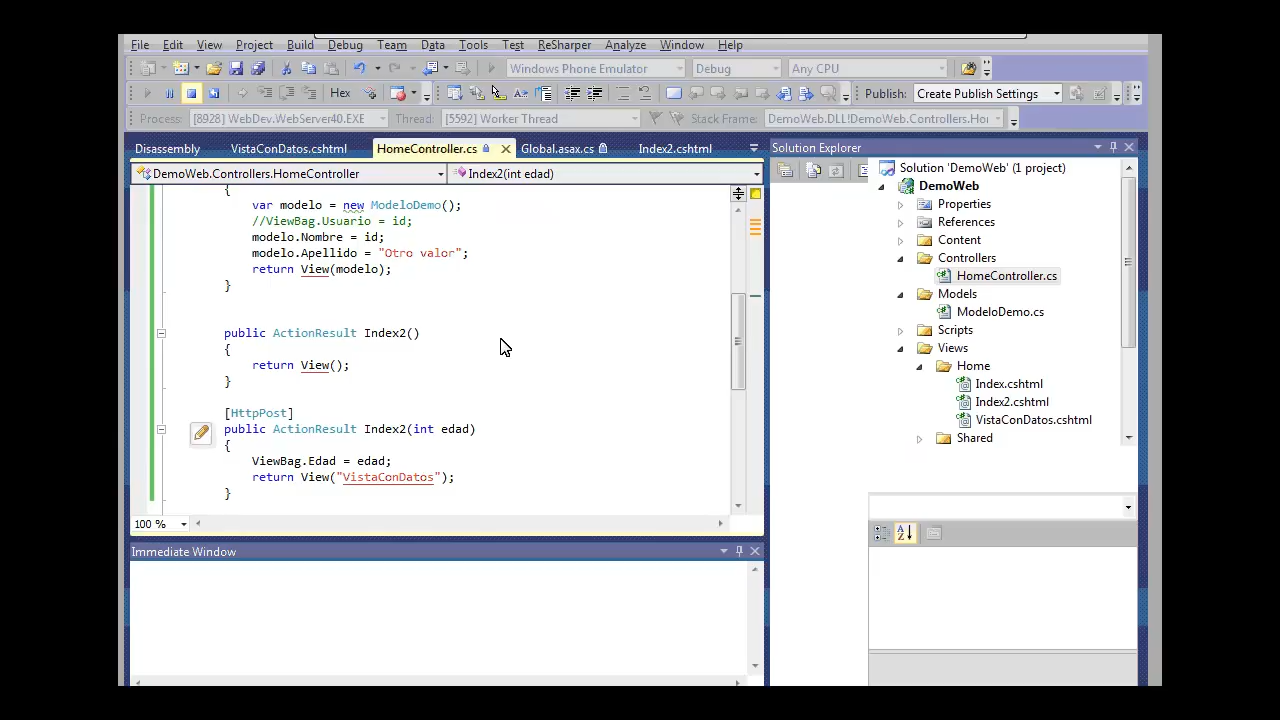 File Edit View Project Build Debug Team Data Tools Test ReSharper Analyze Window Help
Windows Phone Emulator Debug Any CPU
Hex Publish: Create Publish Settings
Process: [8928] WebDev.WebServer40.EXE Thread: [5592] Worker Thread Stack Frame: DemoWeb.DLL!DemoWeb.Controllers.Hor
Disassembly VistaConDatos.cshtml HomeController.cs Global.asax.cs Index2.cshtml
DemoWeb.Controllers.HomeController Index2(int edad)
{
var modelo = new ModeloDemo();
//ViewBag.Usuario = id;
modelo.Nombre = id;
modelo.Apellido = "Otro valor";
return View(modelo);
}
public ActionResult Index2()
{
return View();
}
[HttpPost]
public ActionResult Index2(int edad)
{
ViewBag.Edad = edad;
return View("VistaConDatos");
}
100 %
Immediate Window
Solution Explorer
Solution 'DemoWeb' (1 project)
DemoWeb
Properties
References
Content
Controllers
HomeController.cs
Models
ModeloDemo.cs
Scripts
Views
Home
Index.cshtml
Index2.cshtml
VistaConDatos.cshtml
Shared